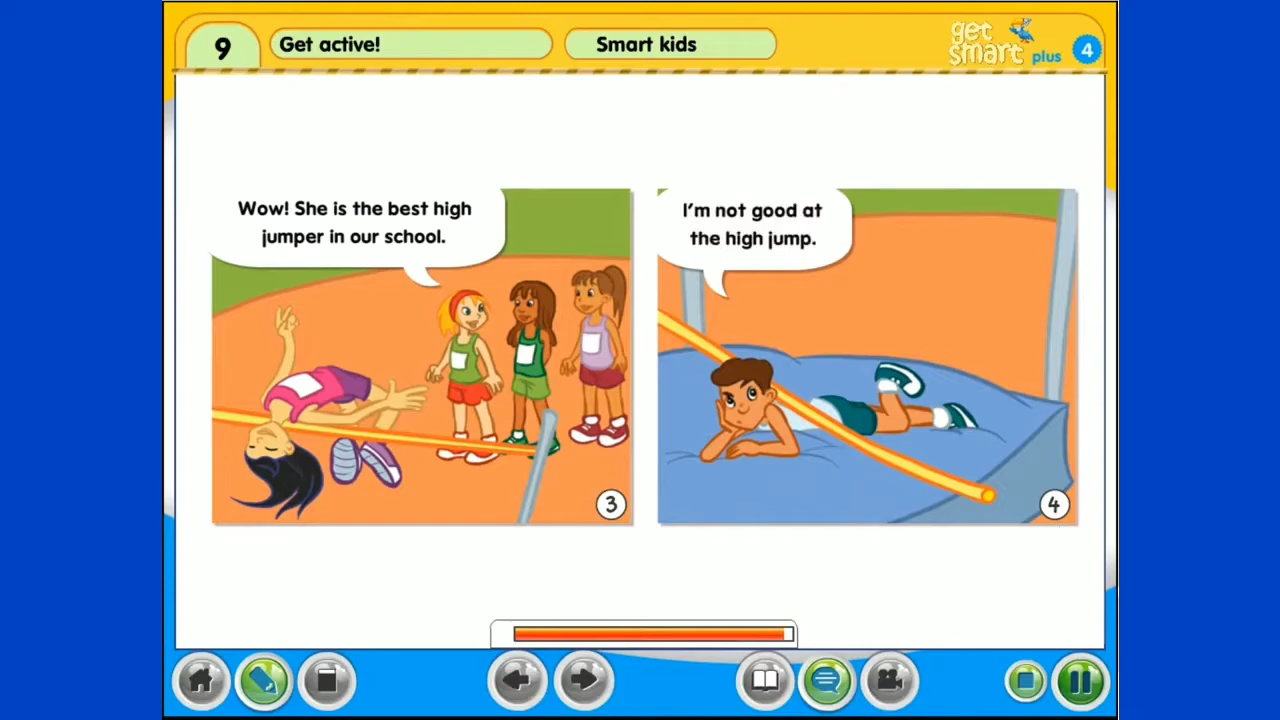 9
Get active!
Smart kids
get
smart
plus
4
Wow! She is the best high
jumper in our school.
3
I'm not good at
the high jump.
4